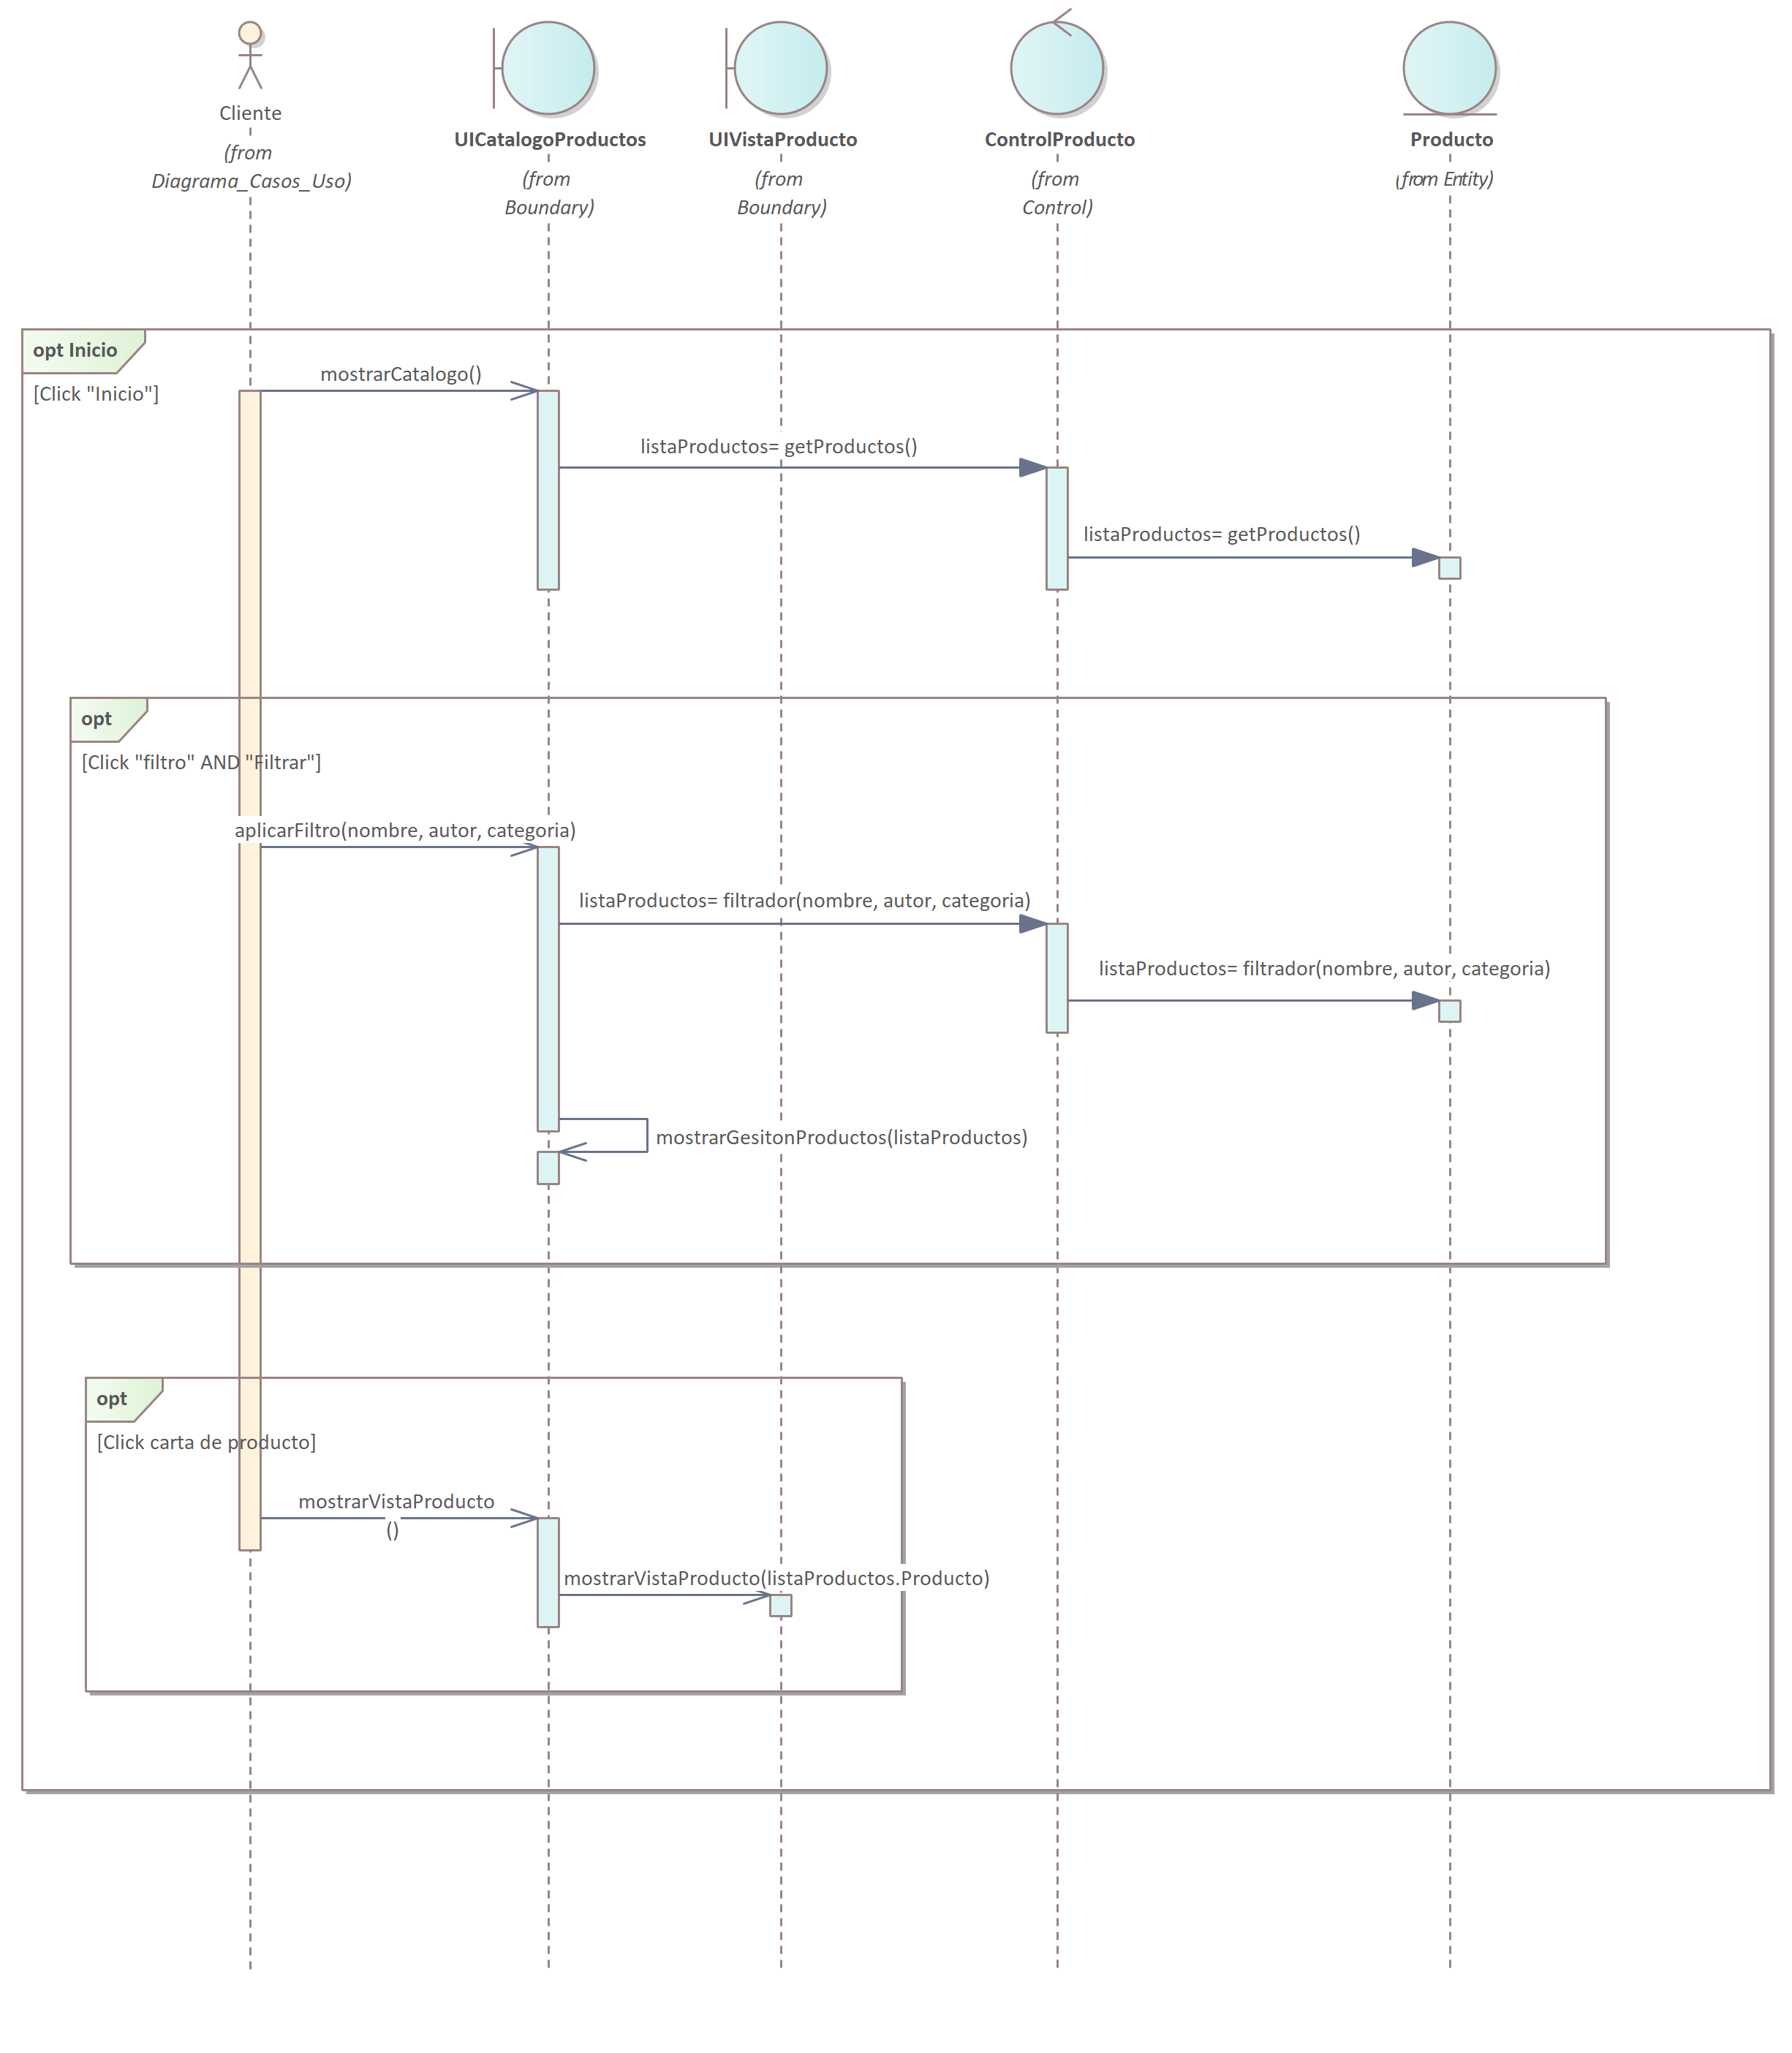 Cliente
(from
Diagrama_Casos_Uso)
UICatalogoProductos
(from
Boundary)
UIVistaProducto
(from
Boundary)
ControlProducto
(from
Control)
Producto
(from Entity)
opt Inicio
[Click "Inicio"]
mostrarCatalogo()
listaProductos= getProductos()
listaProductos= getProductos()
opt
[Click "filtro" AND "Filtrar"]
aplicarFiltro(nombre, autor, categoria)
listaProductos= filtrador(nombre, autor, categoria)
listaProductos= filtrador(nombre, autor, categoria)
mostrarGesitonProductos(listaProductos)
opt
[Click carta de producto]
mostrarVistaProducto
()
mostrarVistaProducto(listaProductos.Producto)